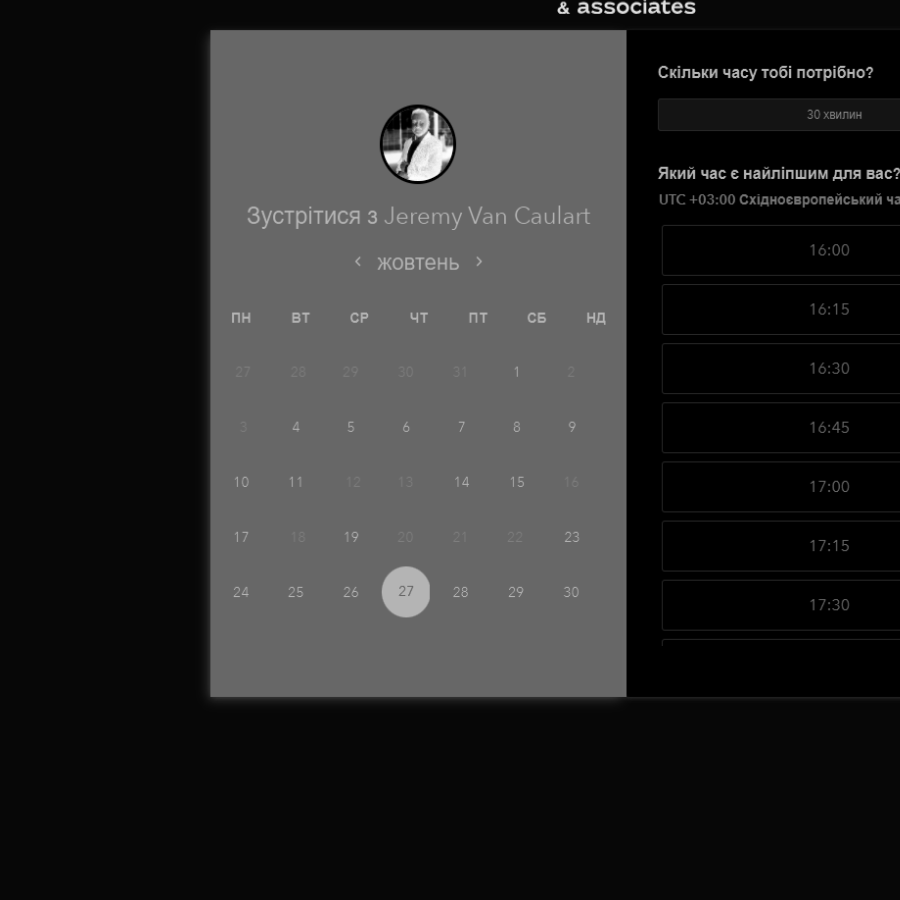 & associates
Зустрітися з Jeremy Van Caulart
жовтень
ПН ВТ СР ЧТ ПТ СБ НД
27 28 29 30 31 1 2
3 4 5 6 7 8 9
10 11 12 13 14 15 16
17 18 19 20 21 22 23
24 25 26 27 28 29 30
Скільки часу тобі потрібно?
30 хвилин
Який час є найліпшим для вас?
UTC +03:00 Східноєвропейський ча
16:00
16:15
16:30
16:45
17:00
17:15
17:30